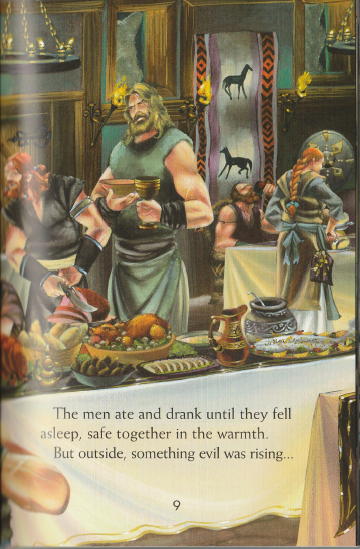 The men ate and drank until they fell
asleep, safe together in the warmth.
But outside, something evil was rising...
9